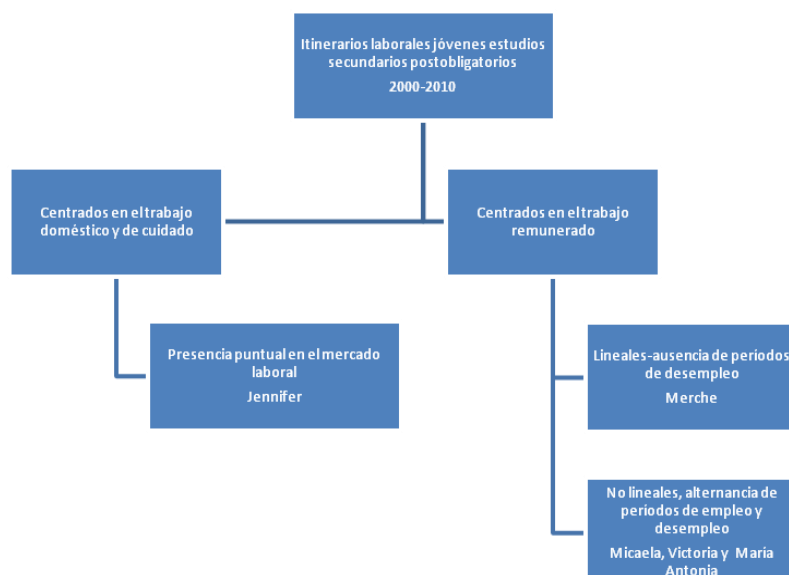 Itinerarios laborales jóvenes estudios
secundarios postobligatorios
2000-2010
Centrados en el trabajo
doméstico y de cuidado
Centrados en el trabajo
remunerado
Presencia puntual en el mercado
laboral
Jennifer
Lineales-ausencia de periodos
de desempleo
Merche
No lineales, alternancia de
periodos de empleo y
desempleo
Micaela, Victoria y María
Antonia